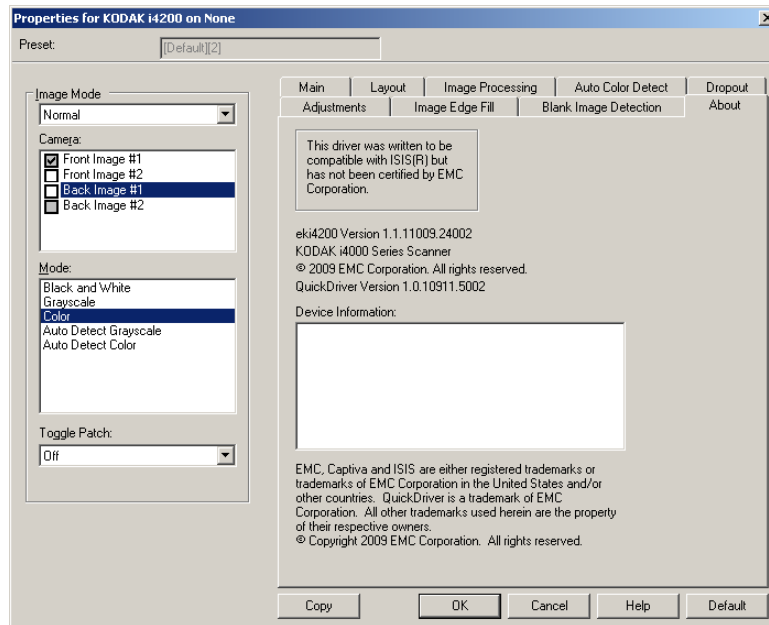 Properties for KODAK i4200 on None
Preset:
[Default][2]
Image Mode
Normal
Camera:
Front Image #1
Front Image #2
Back Image #1
Back Image #2
Mode:
Black and White
Grayscale
Color
Auto Detect Grayscale
Auto Detect Color
Toggle Patch:
Off
Main
Layout
Image Processing
Auto Color Detect
Dropout
Adjustments
Image Edge Fill
Blank Image Detection
About
This driver was written to be
compatible with ISIS(R) but
has not been certified by EMC
Corporation.
eki4200 Version 1.1.11009.24002
KODAK i4000 Series Scanner
© 2009 EMC Corporation. All rights reserved.
QuickDriver Version 1.0.10911.5002
Device Information:
EMC, Captiva and ISIS are either registered trademarks or
trademarks of EMC Corporation in the United States and/or
other countries. QuickDriver is a trademark of EMC
Corporation. All other trademarks used herein are the property
of their respective owners.
© Copyright 2009 EMC Corporation. All rights reserved.
Copy
OK
Cancel
Help
Default